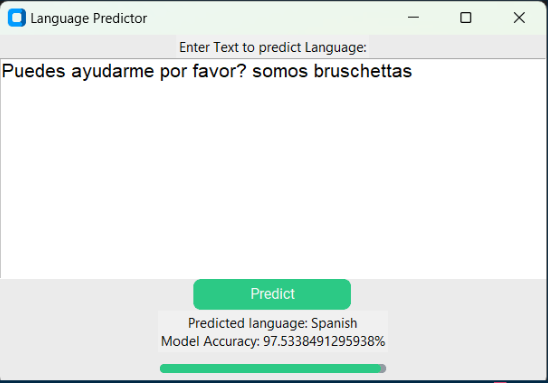 Language Predictor
Enter Text to predict Language:
Puedes ayudarme por favor? somos bruschettas
Predict
Predicted language: Spanish
Model Accuracy: 97.5338491295938%